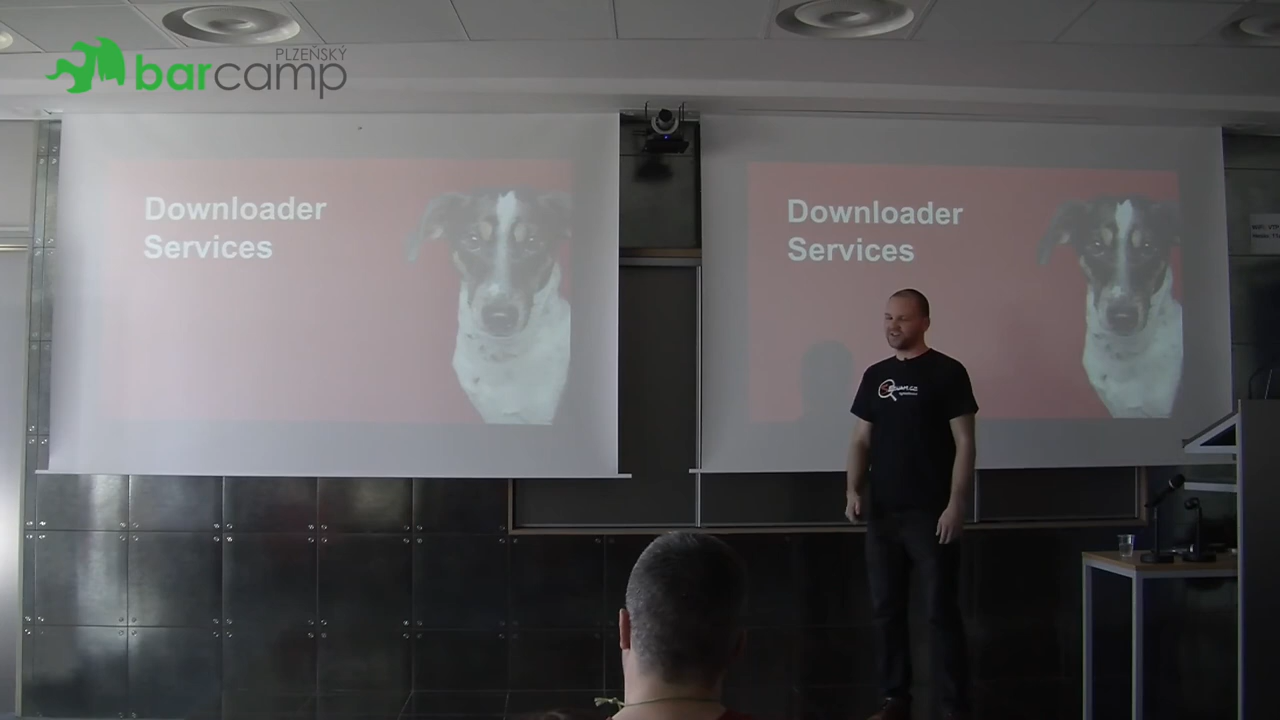 PLZEŇSKÝ
barcamp
Downloader
Services
Downloader
Services